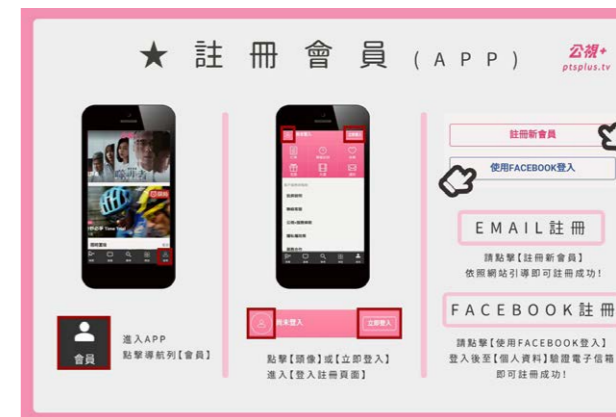 ★註冊會員(APP)
公視+
ptsplus.tv
會員
進入APP
點擊導航列【會員】
尚未登入
立即登入
點擊【頭像】或【立即登入】
進入【登入註冊頁面】
註冊新會員
使用FACEBOOK登入
EMAIL註冊
請點擊【註冊新會員】
依照網站引導即可註冊成功!
FACEBOOK註冊
請點擊【使用FACEBOOK登入】
登入後至【個人資料】驗證電子信箱
即可註冊成功!